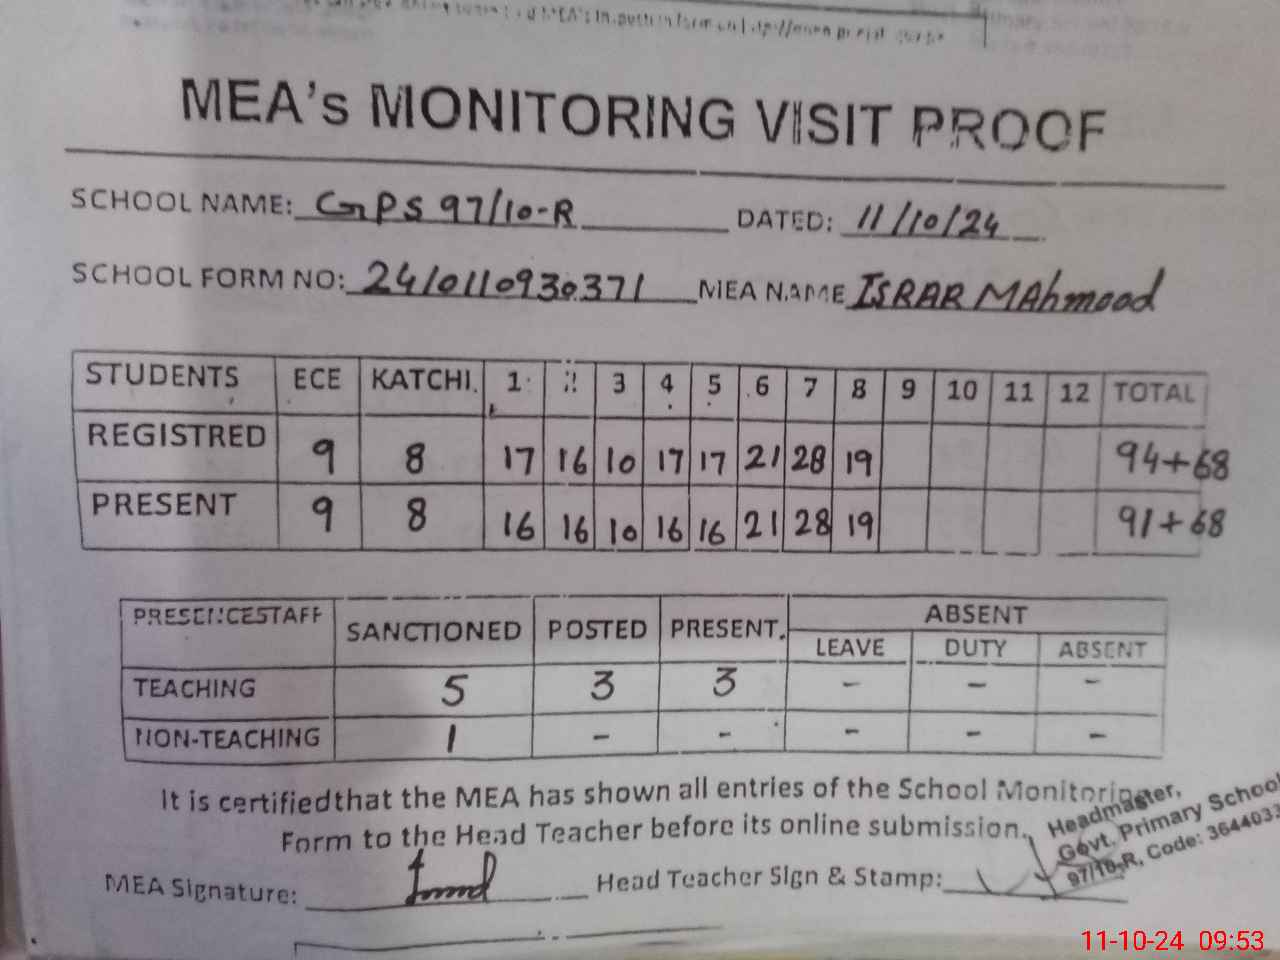 MEA's MONITORING VISIT PROOF
SCHOOL NAME: GPS 97/10-R DATED: 11/10/24
SCHOOL FORM NO: 2410110930371 MEA NAME ISRAR MAhmood
STUDENTS ECE KATCHI. 1 2 3 4 5 6 7 8 9 10 11 12 TOTAL
REGISTRED 9 8 17 16 10 17 17 21 28 19 94+68
PRESENT 9 8 16 16 10 16 16 21 28 19 91+68
PRESENCESTAFF SANCTIONED POSTED PRESENT. ABSENT
LEAVE DUTY ABSENT
TEACHING 5 3 3 - - -
NON-TEACHING 1 - - - - -
It is certified that the MEA has shown all entries of the School Monitoring
Form to the Head Teacher before its online submission.
Headmaster,
Govt. Primary School
97/10-R, Code: 3644033
MEA Signature: Head Teacher Sign & Stamp:
11-10-24 09:53